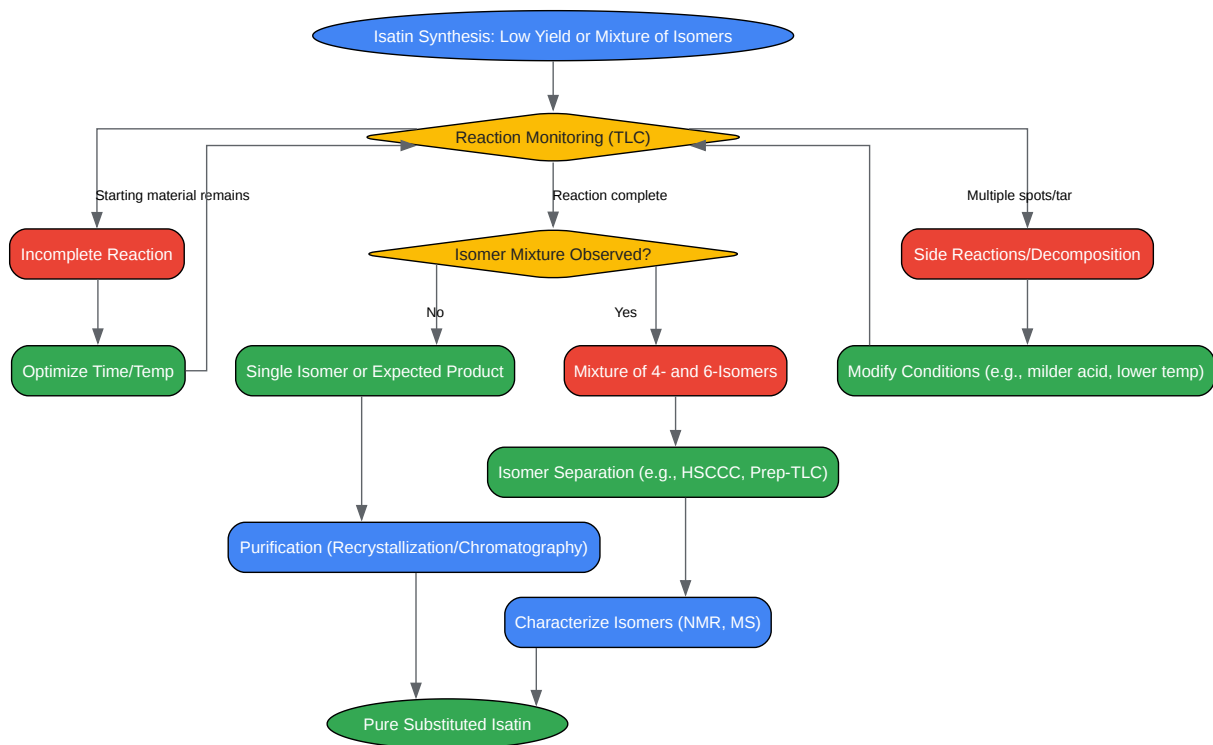 Isatin Synthesis: Low Yield or Mixture of Isomers
Reaction Monitoring (TLC)
Starting material remains
Reaction complete
Multiple spots/tar
Incomplete Reaction
Isomer Mixture Observed?
Side Reactions/Decomposition
No
Yes
Optimize Time/Temp
Single Isomer or Expected Product
Mixture of 4- and 6-Isomers
Modify Conditions (e.g., milder acid, lower temp)
Isomer Separation (e.g., HSCCC, Prep-TLC)
Purification (Recrystallization/Chromatography)
Characterize Isomers (NMR, MS)
Pure Substituted Isatin